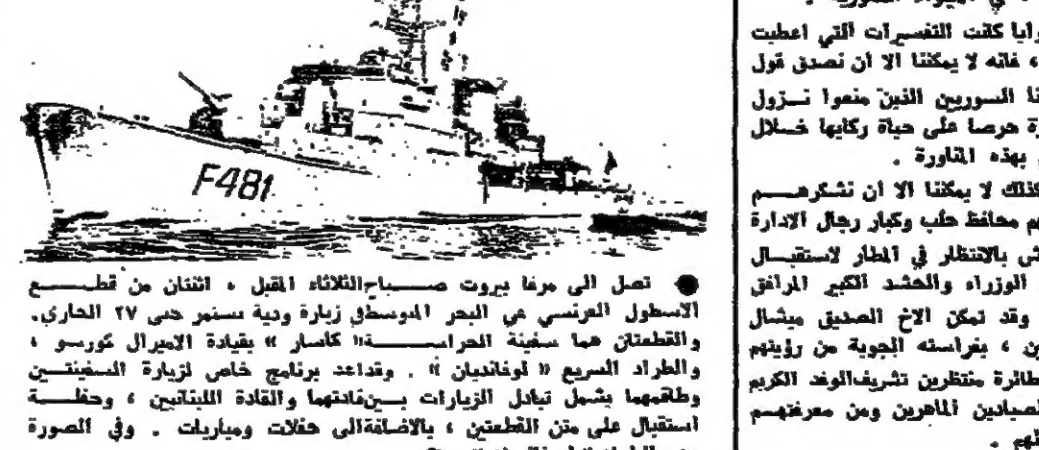 F481
تصل الى مرفا بيروت صباح الثلاثاء المقبل ، اثنتان من قطع
الاسطول الفرنسي في البحر المتوسط في زيارة ودية تستمر حتى ٢٧ الجاري.
والقطعتان هما سفينة الحراسة « كاسار » بقيادة الاميرال كورسو ،
والطراد السريع « لوفانديان » . وقد اعد برنامج خاص لزيارة السفينتين
وطاقمهما يشمل تبادل الزيارات بين قادتهما والقادة اللبنانيين ، وحفلة
استقبال على متن القطعتين ، بالاضافة الى حفلات ومباريات . وفي الصورة
كانت التفسيرات التي اعطيت
، فانه لا يمكننا الا ان نصدق قول
السوريين الذين منعوا نزول
حرصا على حياة ركابها خلال
بهذه المناورة .
كذلك لا يمكننا الا ان نشكرهم
محافظ حلب وكبار رجال الادارة
بالانتظار في المطار لاستقبال
الوزراء والحشد الكبير المرافق
وقد تمكن الاخ الصديق ميشال
، بفراسته الجوية من رؤيتهم
منتظرين تشريف الوفد الكريم
الصيادين الماهرين ومن معرفتهم